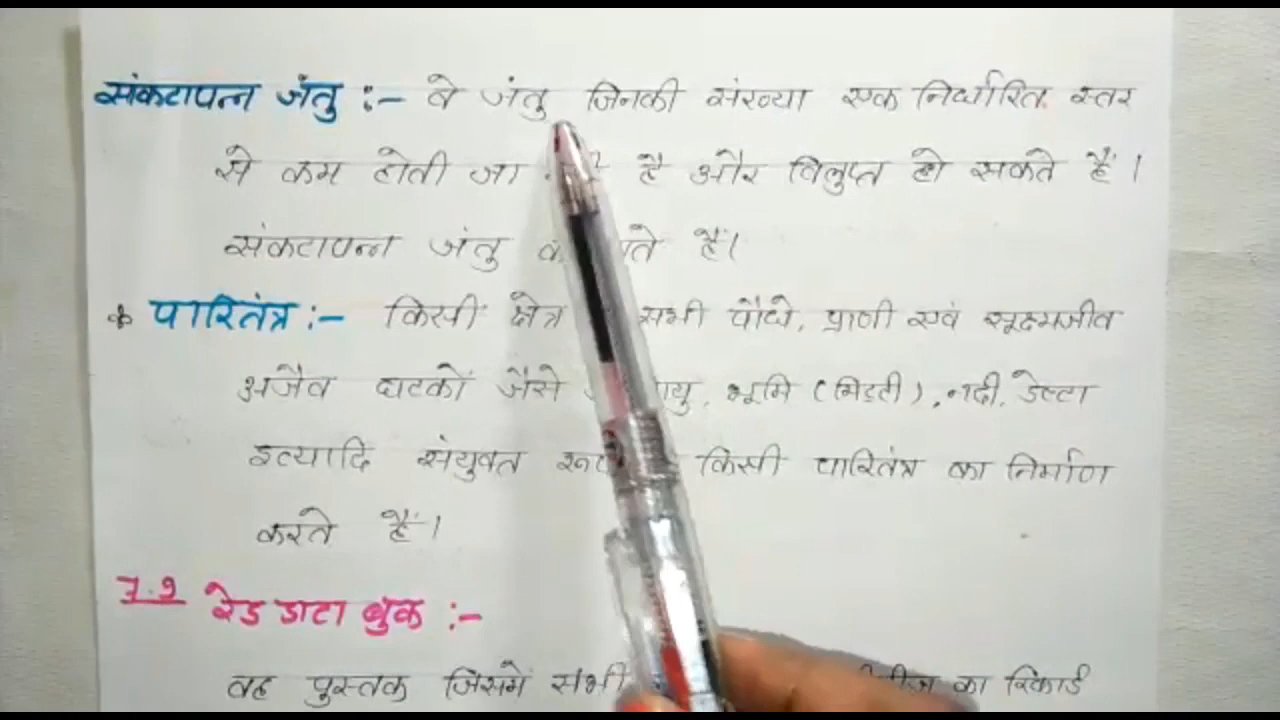 संकटापन्न जंतु :- वे जंतु जिनकी संख्या एक निर्धारित स्तर
से कम होती जा है और विलुप्त हो सकते हैं।
संकटापन्न जंतु हैं।
* पारितंत्र :- किसी क्षेत्र सभी पौधे, प्राणी एवं सूक्ष्मजीव
अजैव घटकों जैसे भूमि (मिट्टी), नदी, डेल्टा
इत्यादि संयुक्त किसी पारितंत्र का निर्माण
करते हैं।
7.9 रेड डाटा बुक :-
वह पुस्तक जिसमें सभी का रिकार्ड